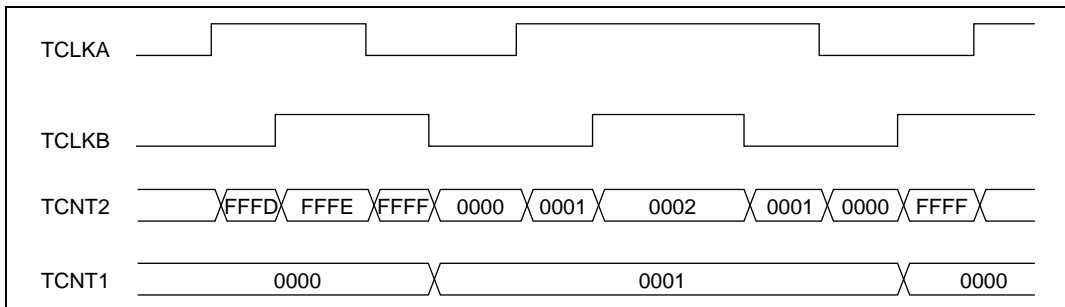 TCLKA
TCLKB
TCNT2 FFFD FFFE FFFF 0000 0001 0002 0001 0000 FFFF
TCNT1 0000 0001 0000